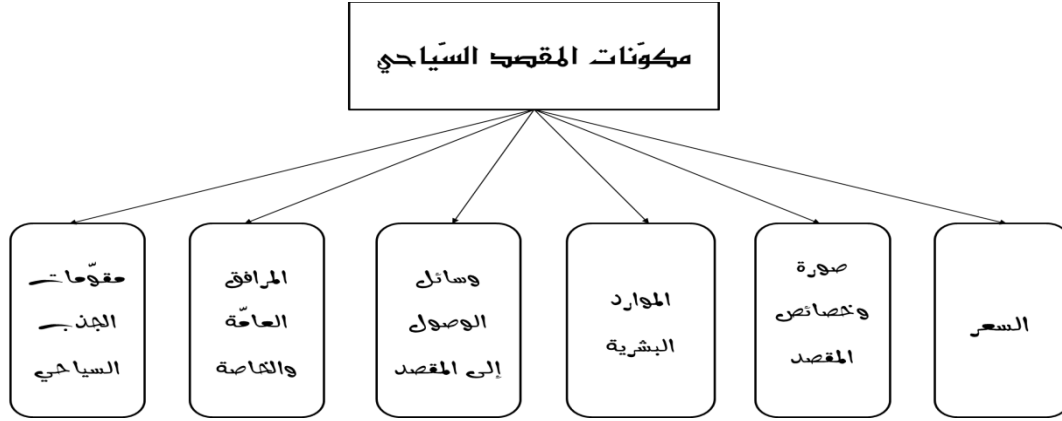 مكوّنات المقصد السّياحي
السعر
صورة
وخصائص
المقصد
الموارد
البشرية
وسائل
الوصول
إلى المقصد
المرافق
العامّة
والخاصة
مقوّمات
الجذب
السياحي